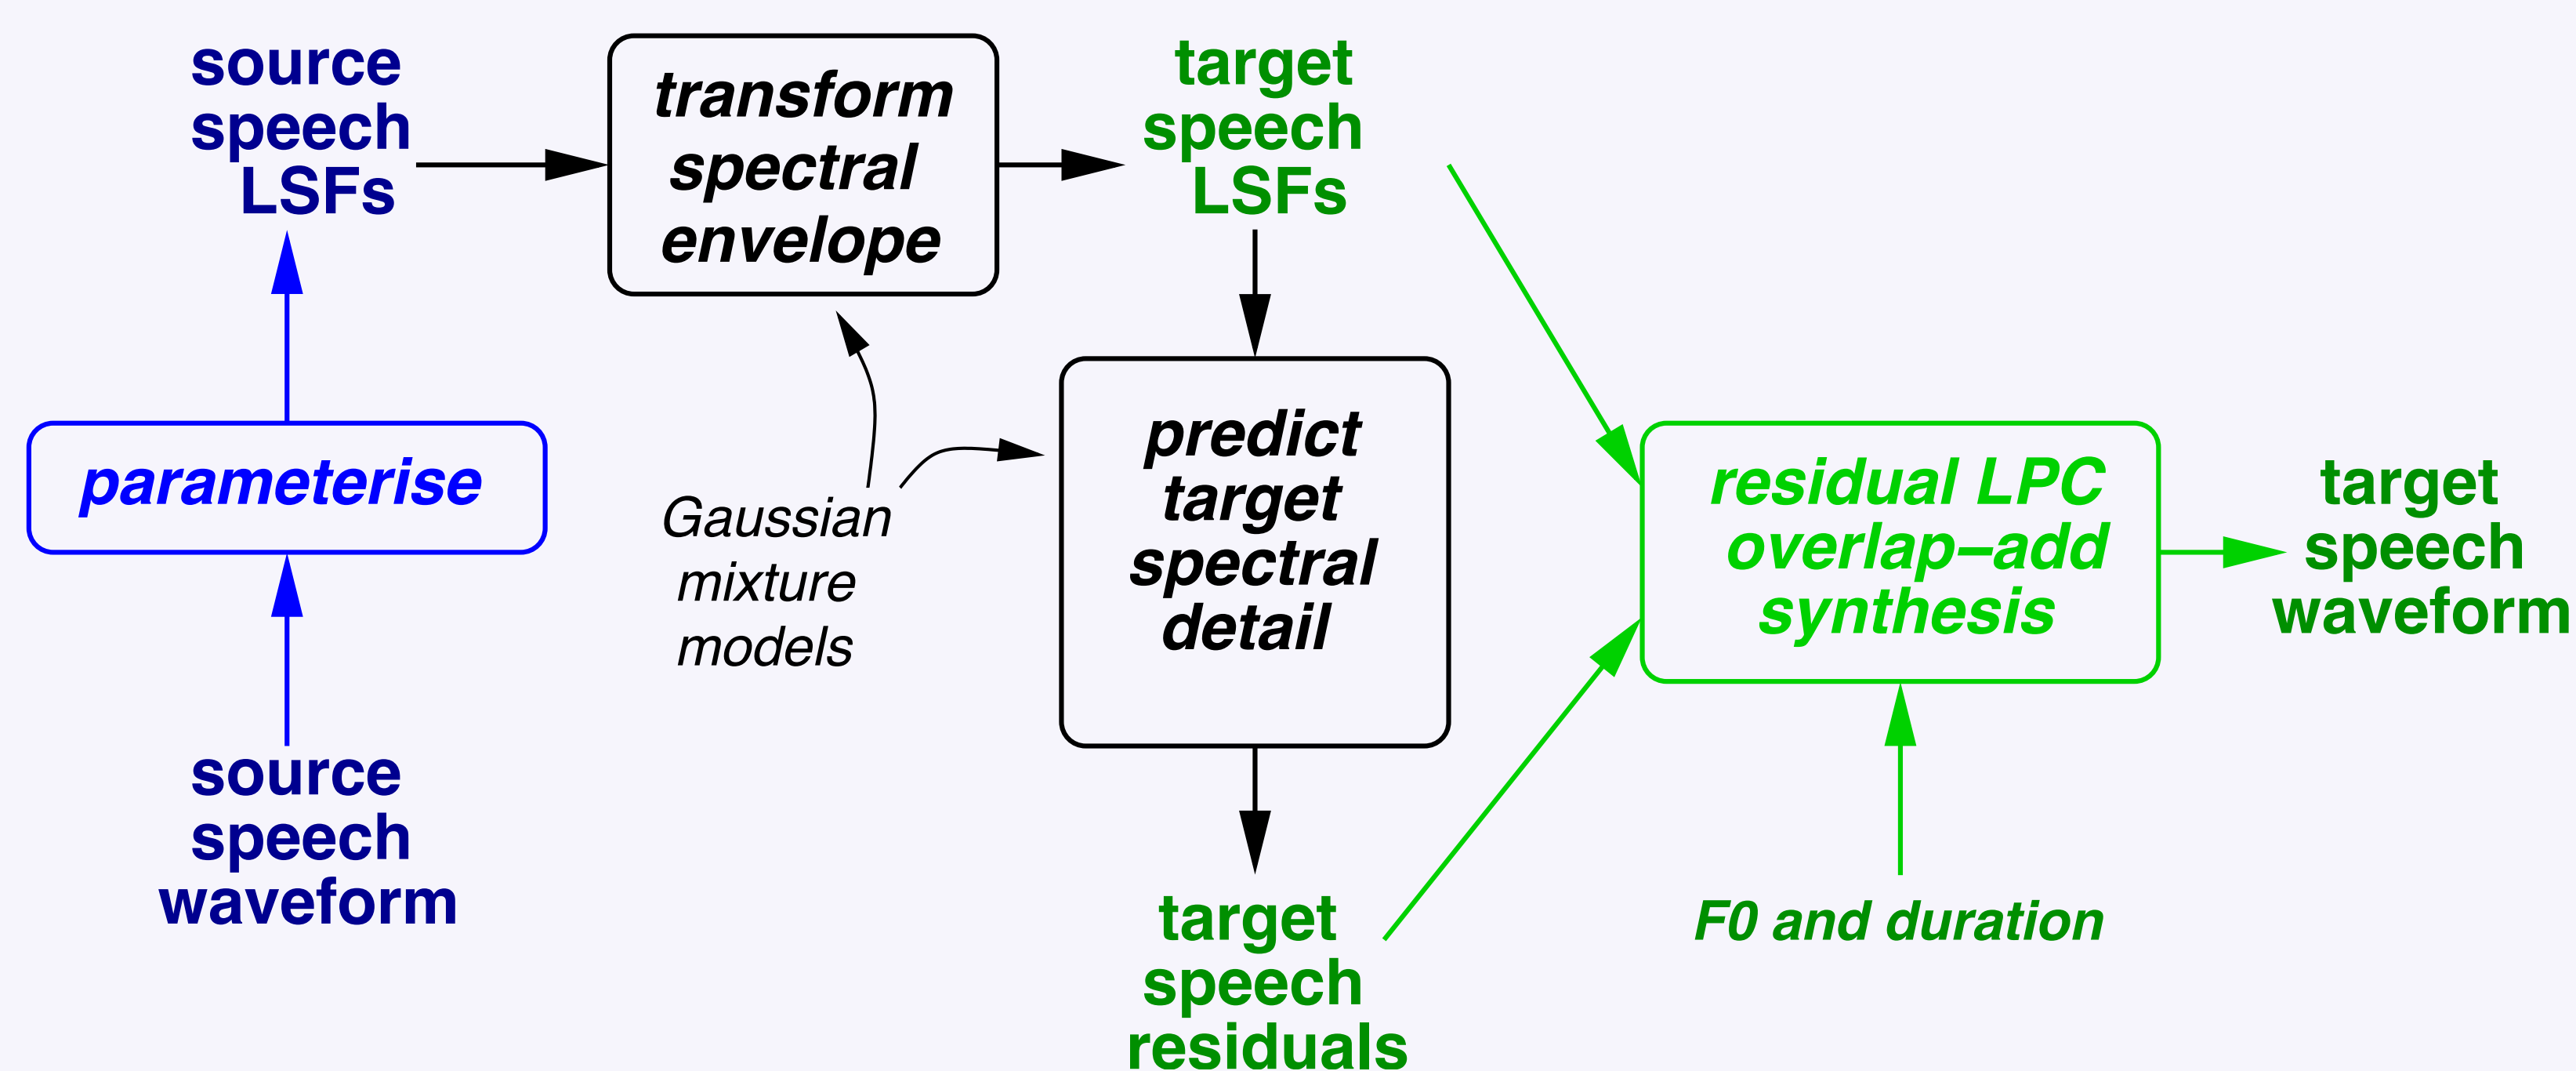 source
speech
LSFs
transform
spectral
envelope
target
speech
LSFs
parameterise
Gaussian
mixture
models
predict
target
spectral
detail
residual LPC
overlap–add
synthesis
target
speech
waveform
source
speech
waveform
target
speech
residuals
F0 and duration